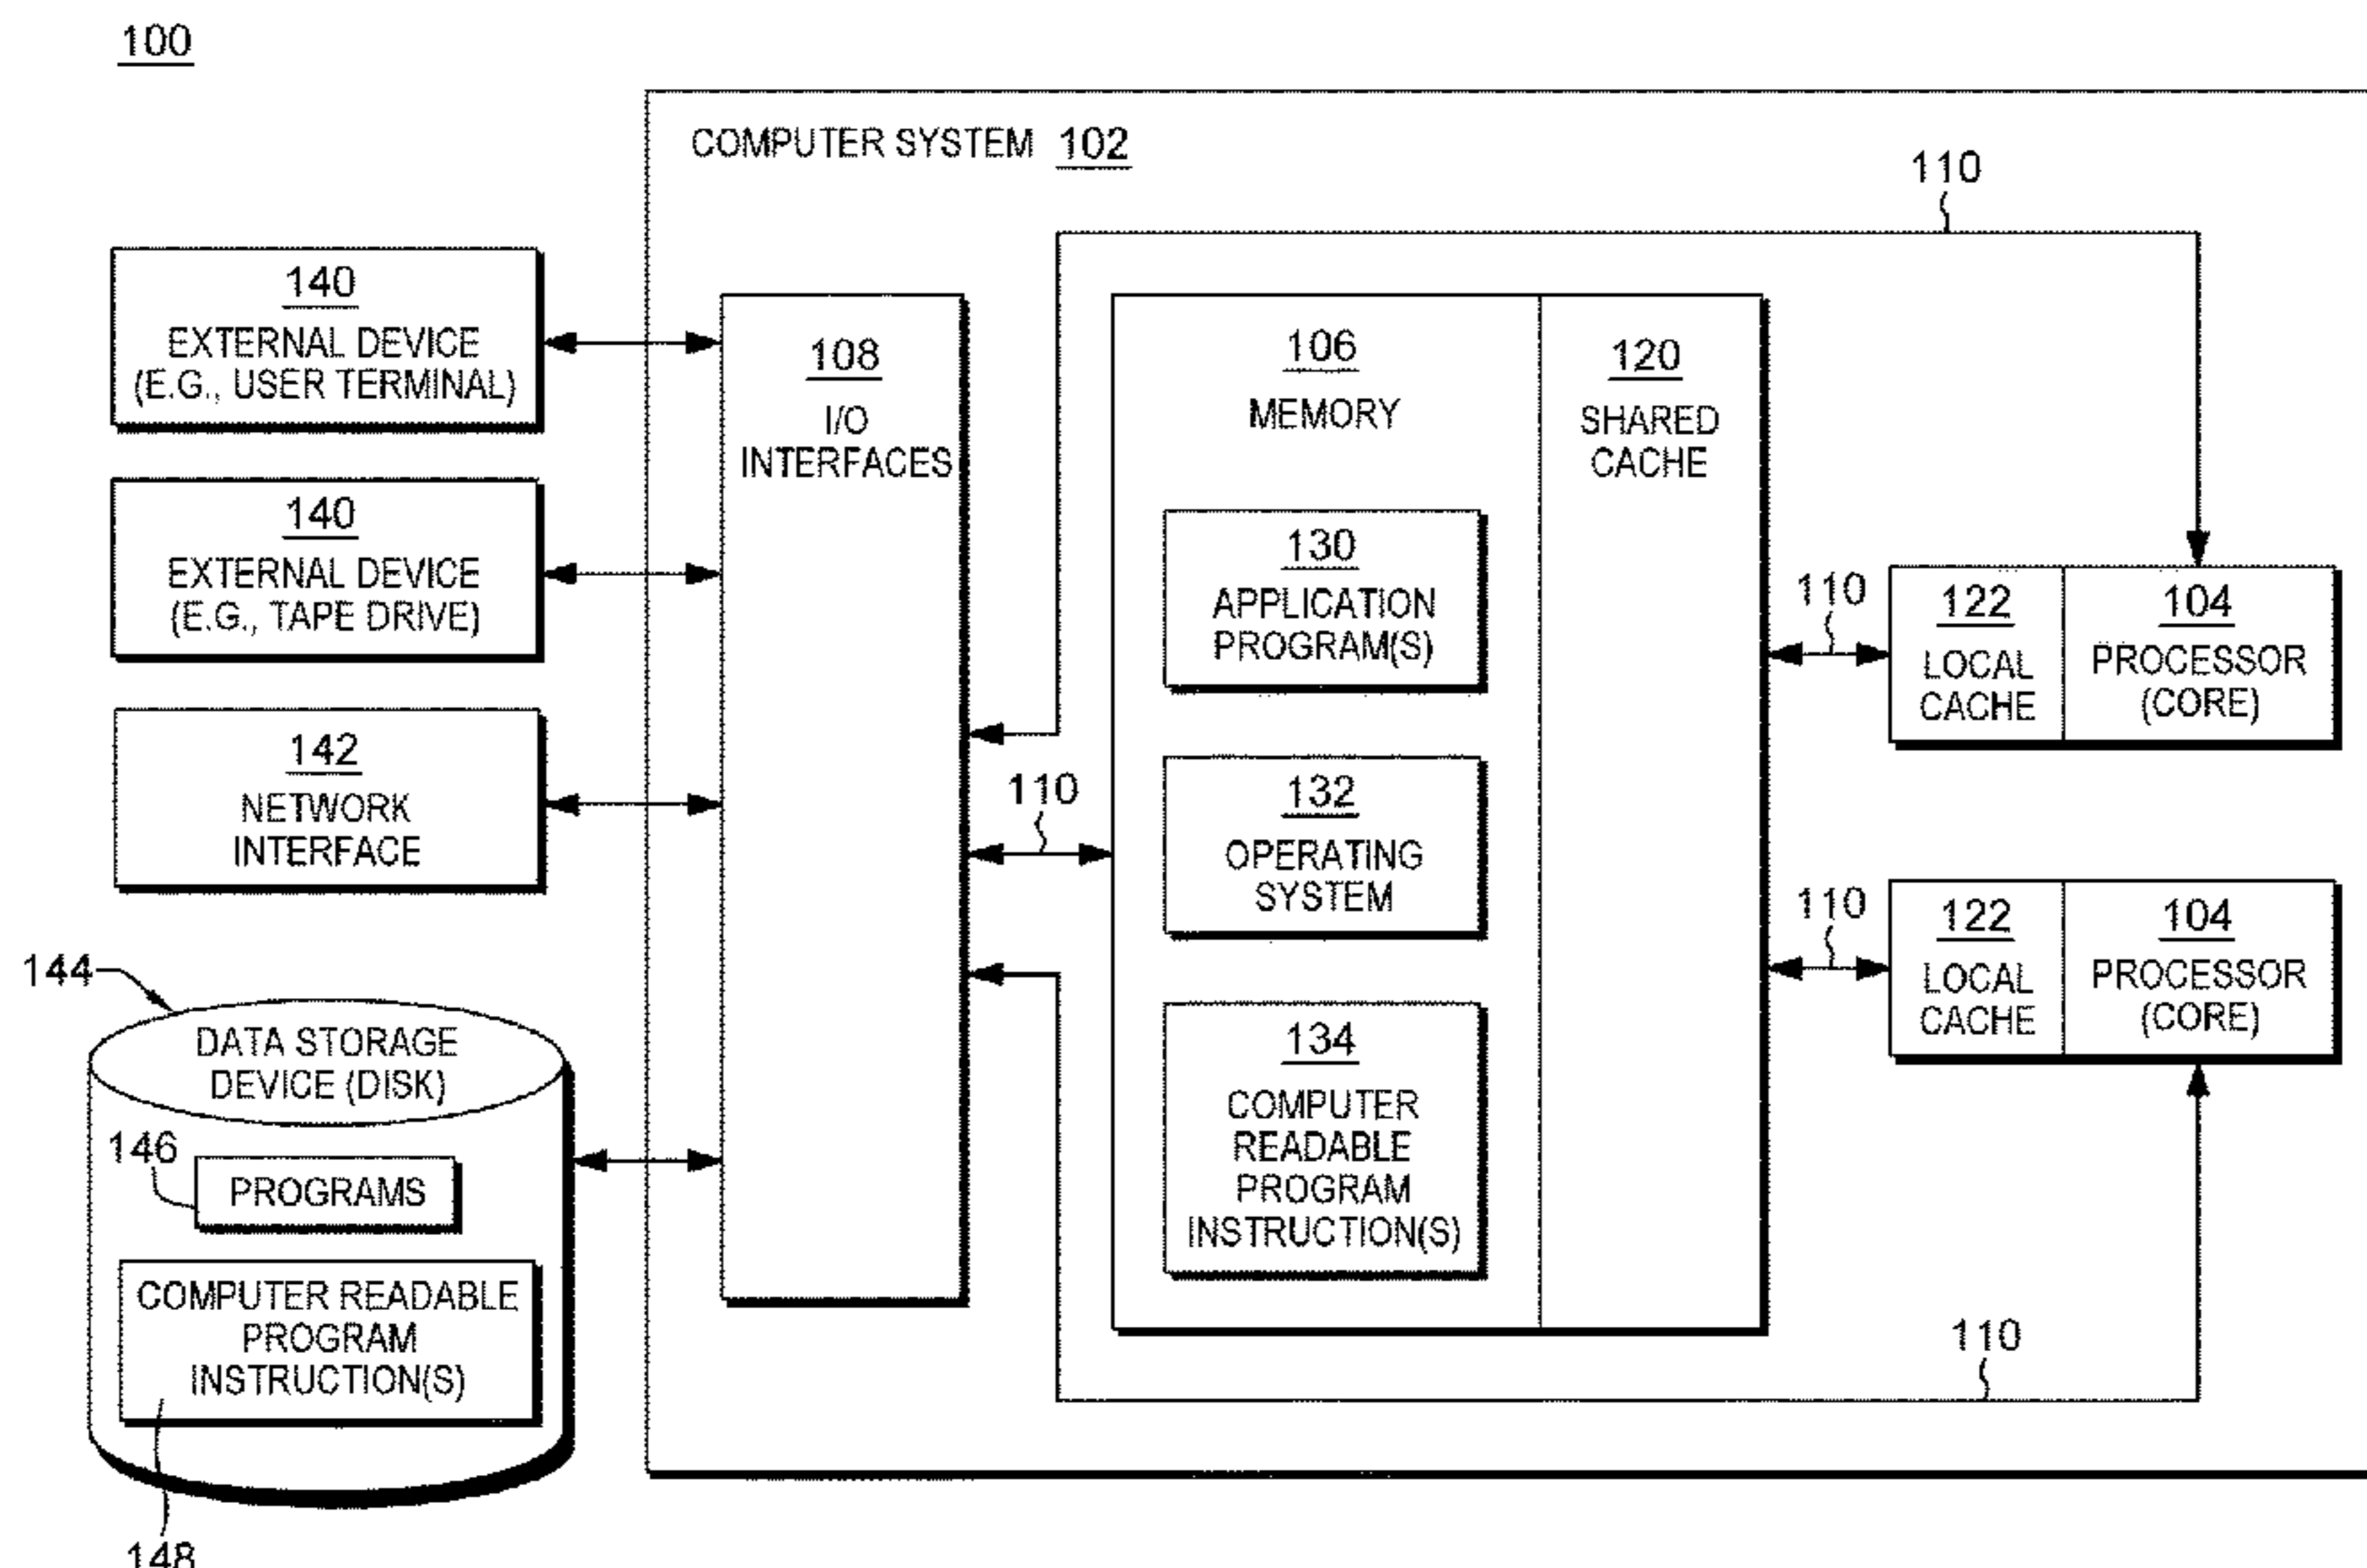 100
COMPUTER SYSTEM 102
110
140
EXTERNAL DEVICE
(E.G., USER TERMINAL)
140
EXTERNAL DEVICE
(E.G., TAPE DRIVE)
142
NETWORK
INTERFACE
144
DATA STORAGE
DEVICE (DISK)
146
PROGRAMS
COMPUTER READABLE
PROGRAM
INSTRUCTION(S)
148
108
I/O
INTERFACES
110
106
MEMORY
130
APPLICATION
PROGRAM(S)
132
OPERATING
SYSTEM
134
COMPUTER
READABLE
PROGRAM
INSTRUCTION(S)
120
SHARED
CACHE
110
122
LOCAL
CACHE
104
PROCESSOR
(CORE)
110
122
LOCAL
CACHE
104
PROCESSOR
(CORE)
110